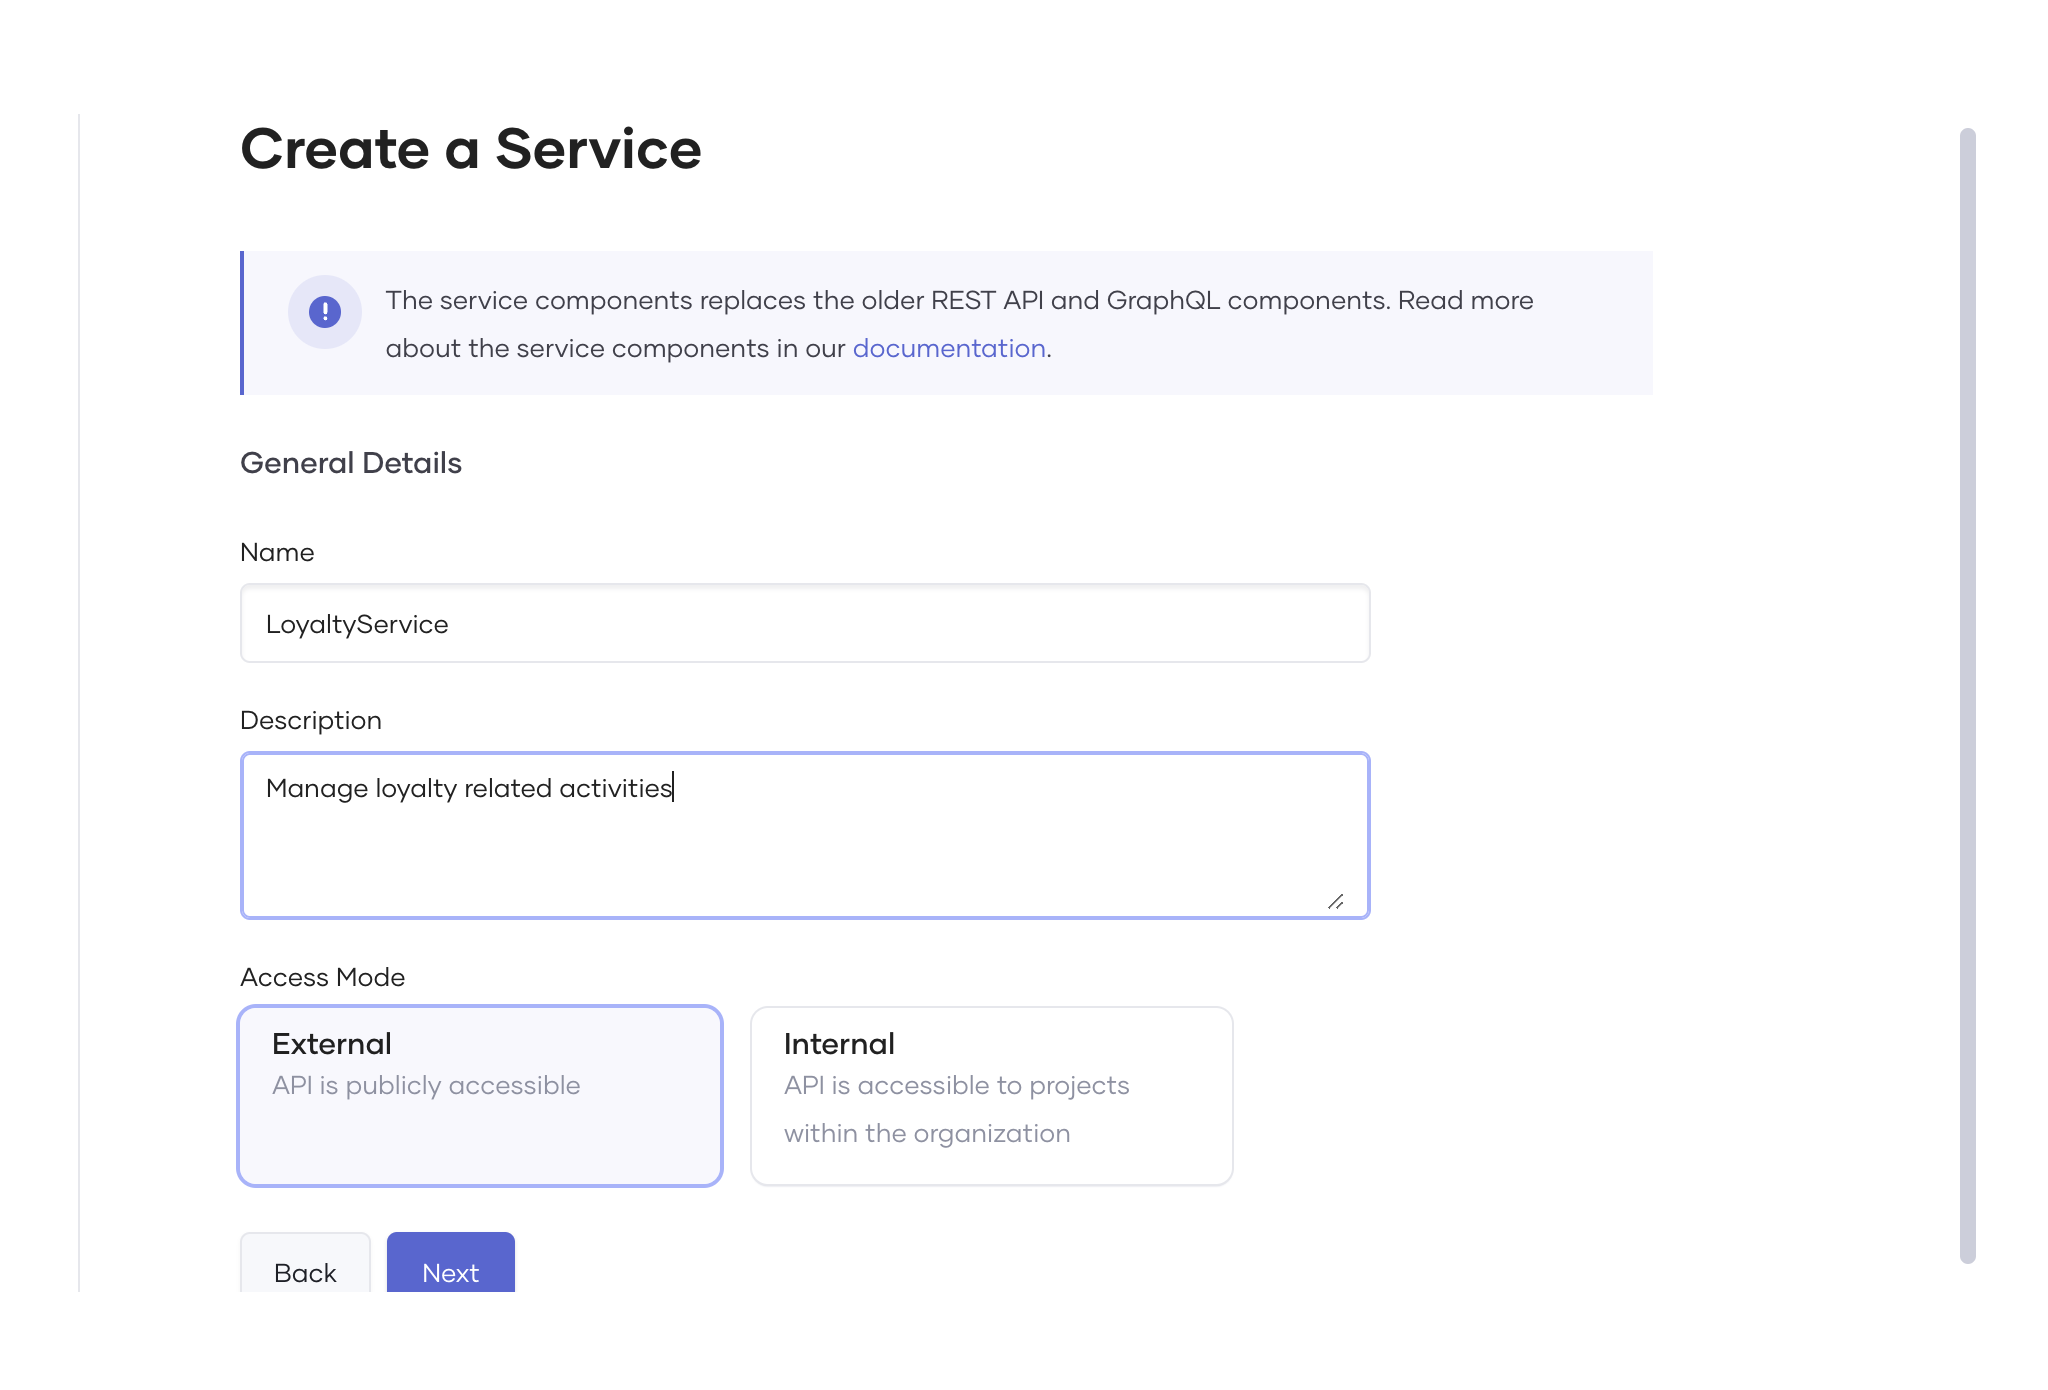 Create a Service
The service components replaces the older REST API and GraphQL components. Read more
about the service components in our documentation.
General Details
Name
LoyaltyService
Description
Manage loyalty related activities
Access Mode
External
API is publicly accessible
Internal
API is accessible to projects
within the organization
Back
Next